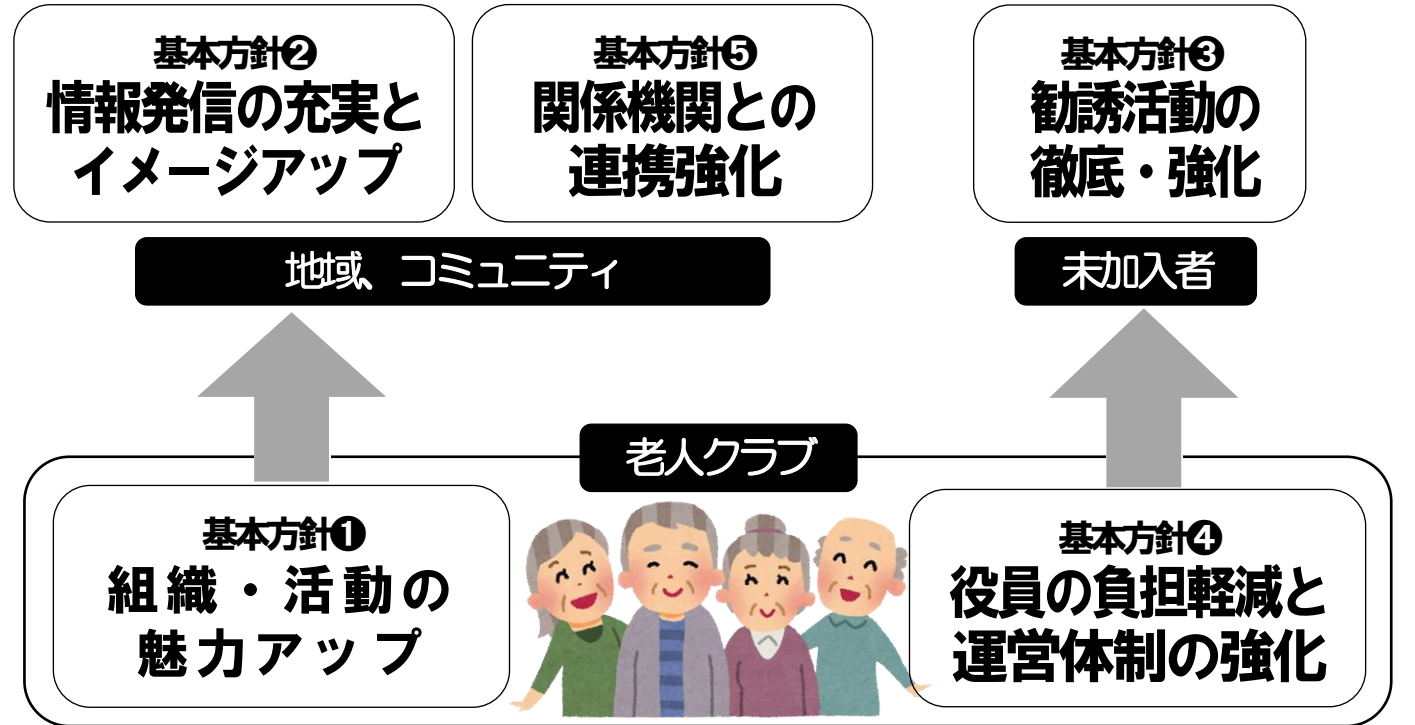 基本方針❷
情報発信の充実と
イメージアップ
基本方針❺
関係機関との
連携強化
基本方針❸
勧誘活動の
徹底・強化
地域、コミュニティ
未加入者
老人クラブ
基本方針❶
組織・活動の
魅力アップ
基本方針❹
役員の負担軽減と
運営体制の強化